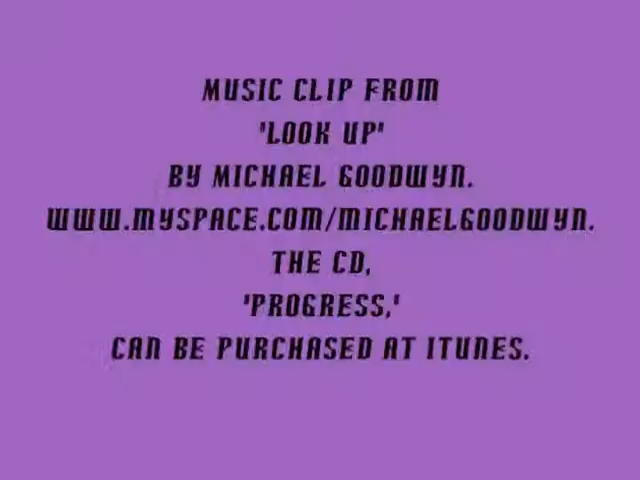 MUSIC CLIP FROM
'LOOK UP'
BY MICHAEL GOODWYN.
WWW.MYSPACE.COM/MICHAELGOODWYN.
THE CD,
'PROGRESS,'
CAN BE PURCHASED AT ITUNES.